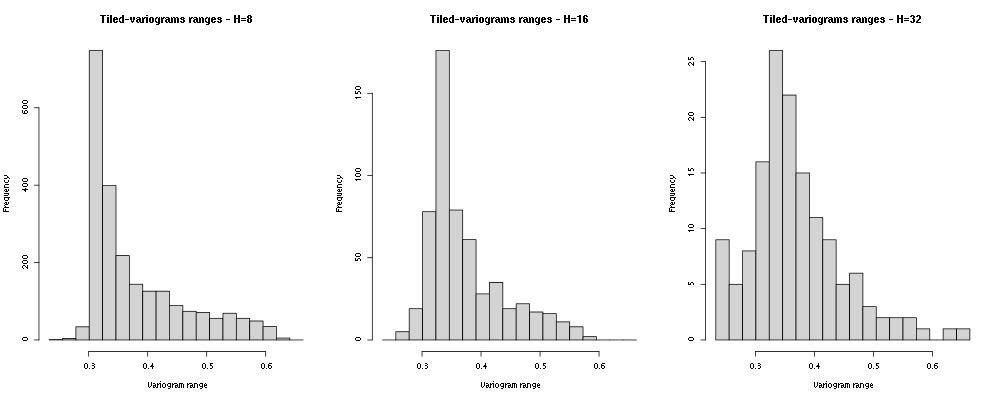 Tiled-variograms ranges - H=8
Frequency
0
200
400
600
0.3 0.4 0.5 0.6
Variogram range
Tiled-variograms ranges - H=16
Frequency
0
50
100
150
0.3 0.4 0.5 0.6
Variogram range
Tiled-variograms ranges - H=32
Frequency
0
5
10
15
20
25
0.3 0.4 0.5 0.6
Variogram range